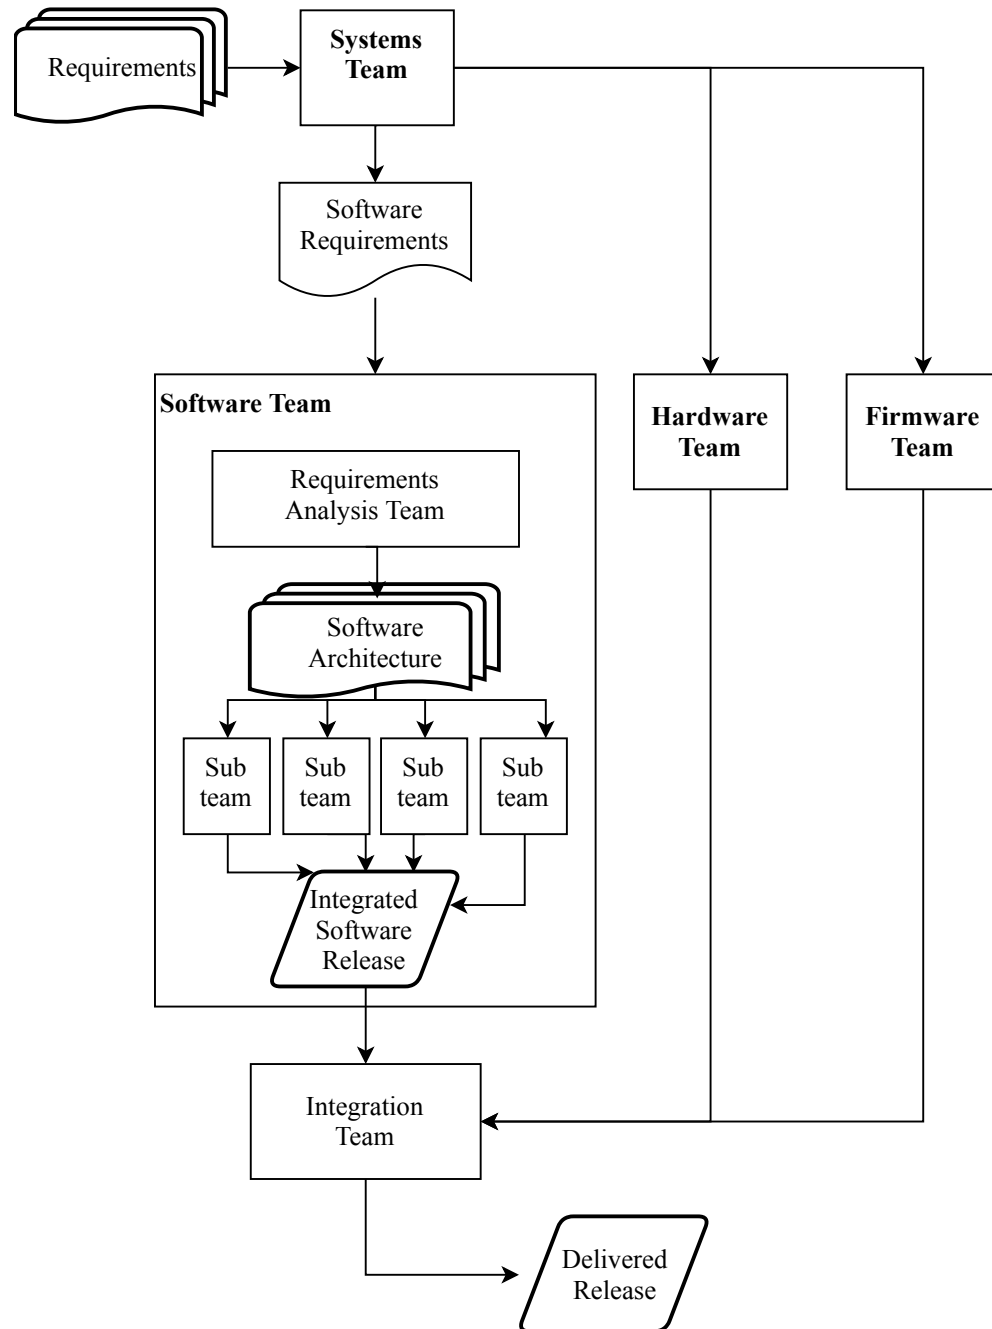 Requirements
Systems
Team
Software
Requirements
Software Team
Hardware
Team
Firmware
Team
Requirements
Analysis Team
Software
Architecture
Sub
team
Sub
team
Sub
team
Sub
team
Integrated
Software
Release
Integration
Team
Delivered
Release